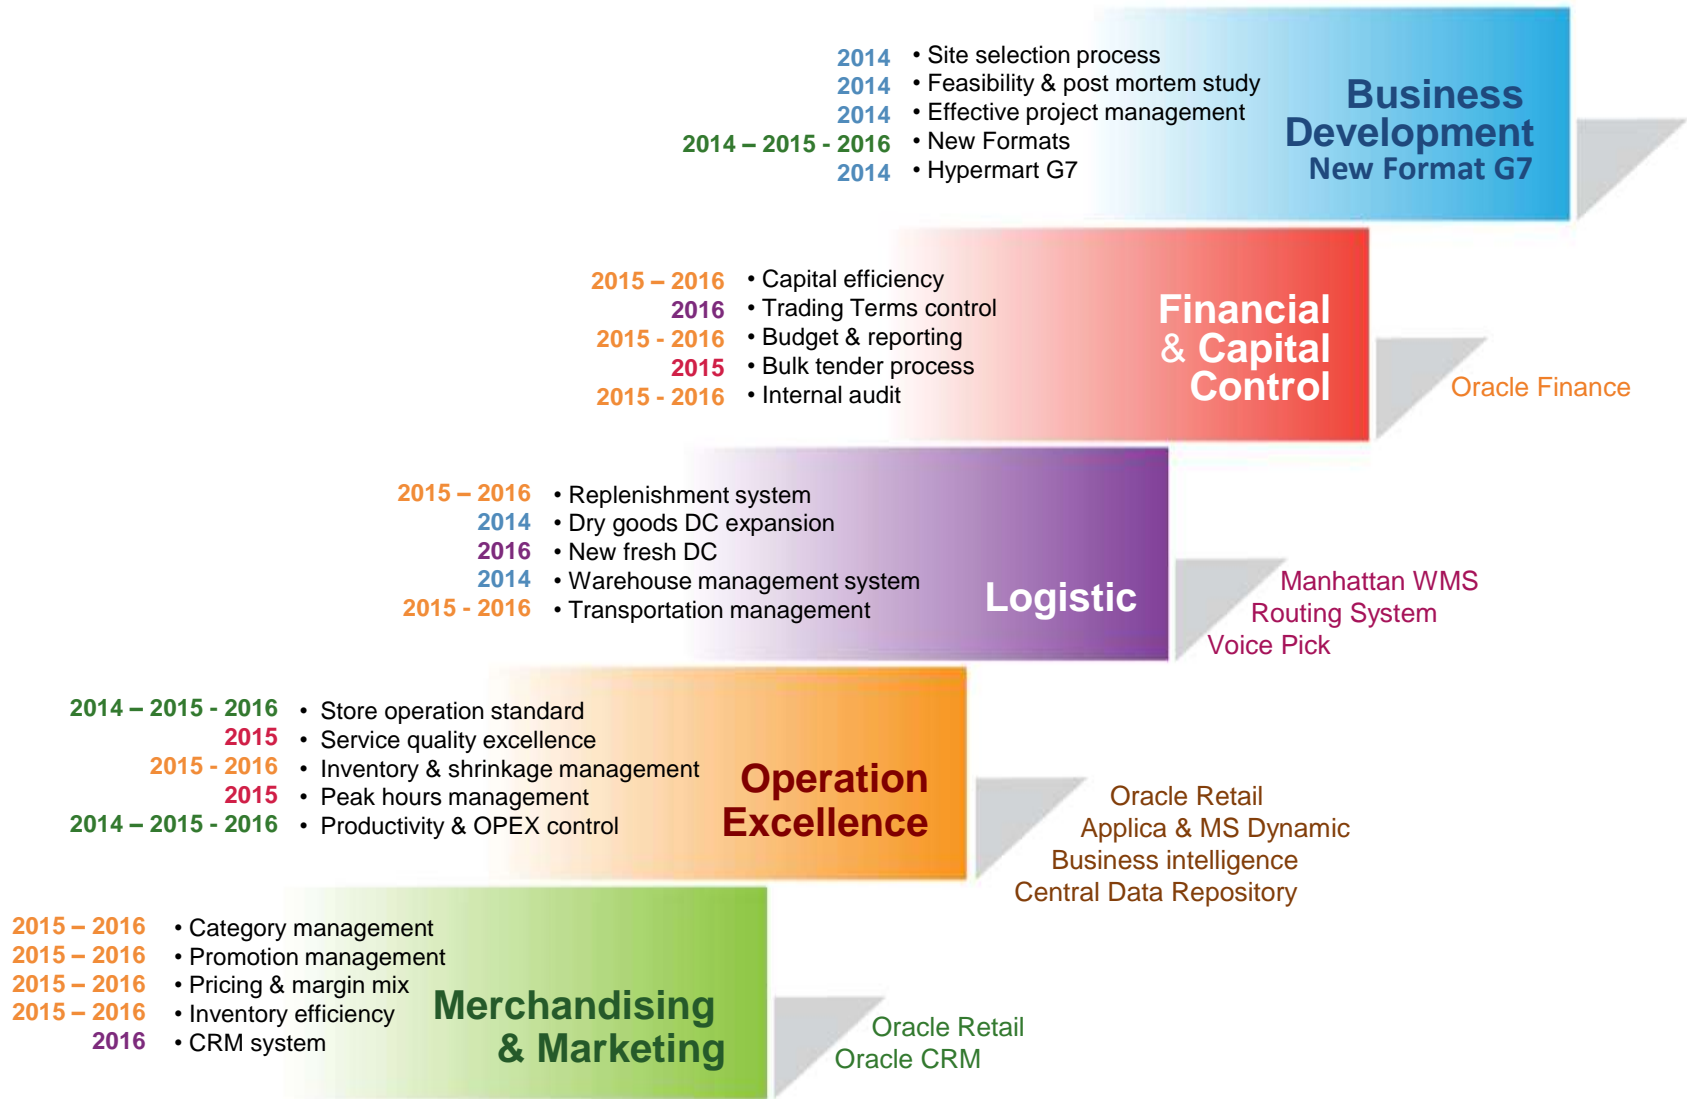 2014 • Site selection process
2014 • Feasibility & post mortem study
2014 • Effective project management
2014 – 2015 - 2016 • New Formats
2014 • Hypermart G7
Business
Development
New Format G7
2015 – 2016 • Capital efficiency
2016 • Trading Terms control
2015 - 2016 • Budget & reporting
2015 • Bulk tender process
2015 - 2016 • Internal audit
Financial
& Capital
Control
Oracle Finance
2015 – 2016 • Replenishment system
2014 • Dry goods DC expansion
2016 • New fresh DC
2014 • Warehouse management system
2015 - 2016 • Transportation management
Logistic
Manhattan WMS
Routing System
Voice Pick
2014 – 2015 - 2016 • Store operation standard
2015 • Service quality excellence
2015 - 2016 • Inventory & shrinkage management
2015 • Peak hours management
2014 – 2015 - 2016 • Productivity & OPEX control
Operation
Excellence
Oracle Retail
Applica & MS Dynamic
Business intelligence
Central Data Repository
2015 – 2016 • Category management
2015 – 2016 • Promotion management
2015 – 2016 • Pricing & margin mix
2015 – 2016 • Inventory efficiency
2016 • CRM system
Merchandising
& Marketing
Oracle Retail
Oracle CRM